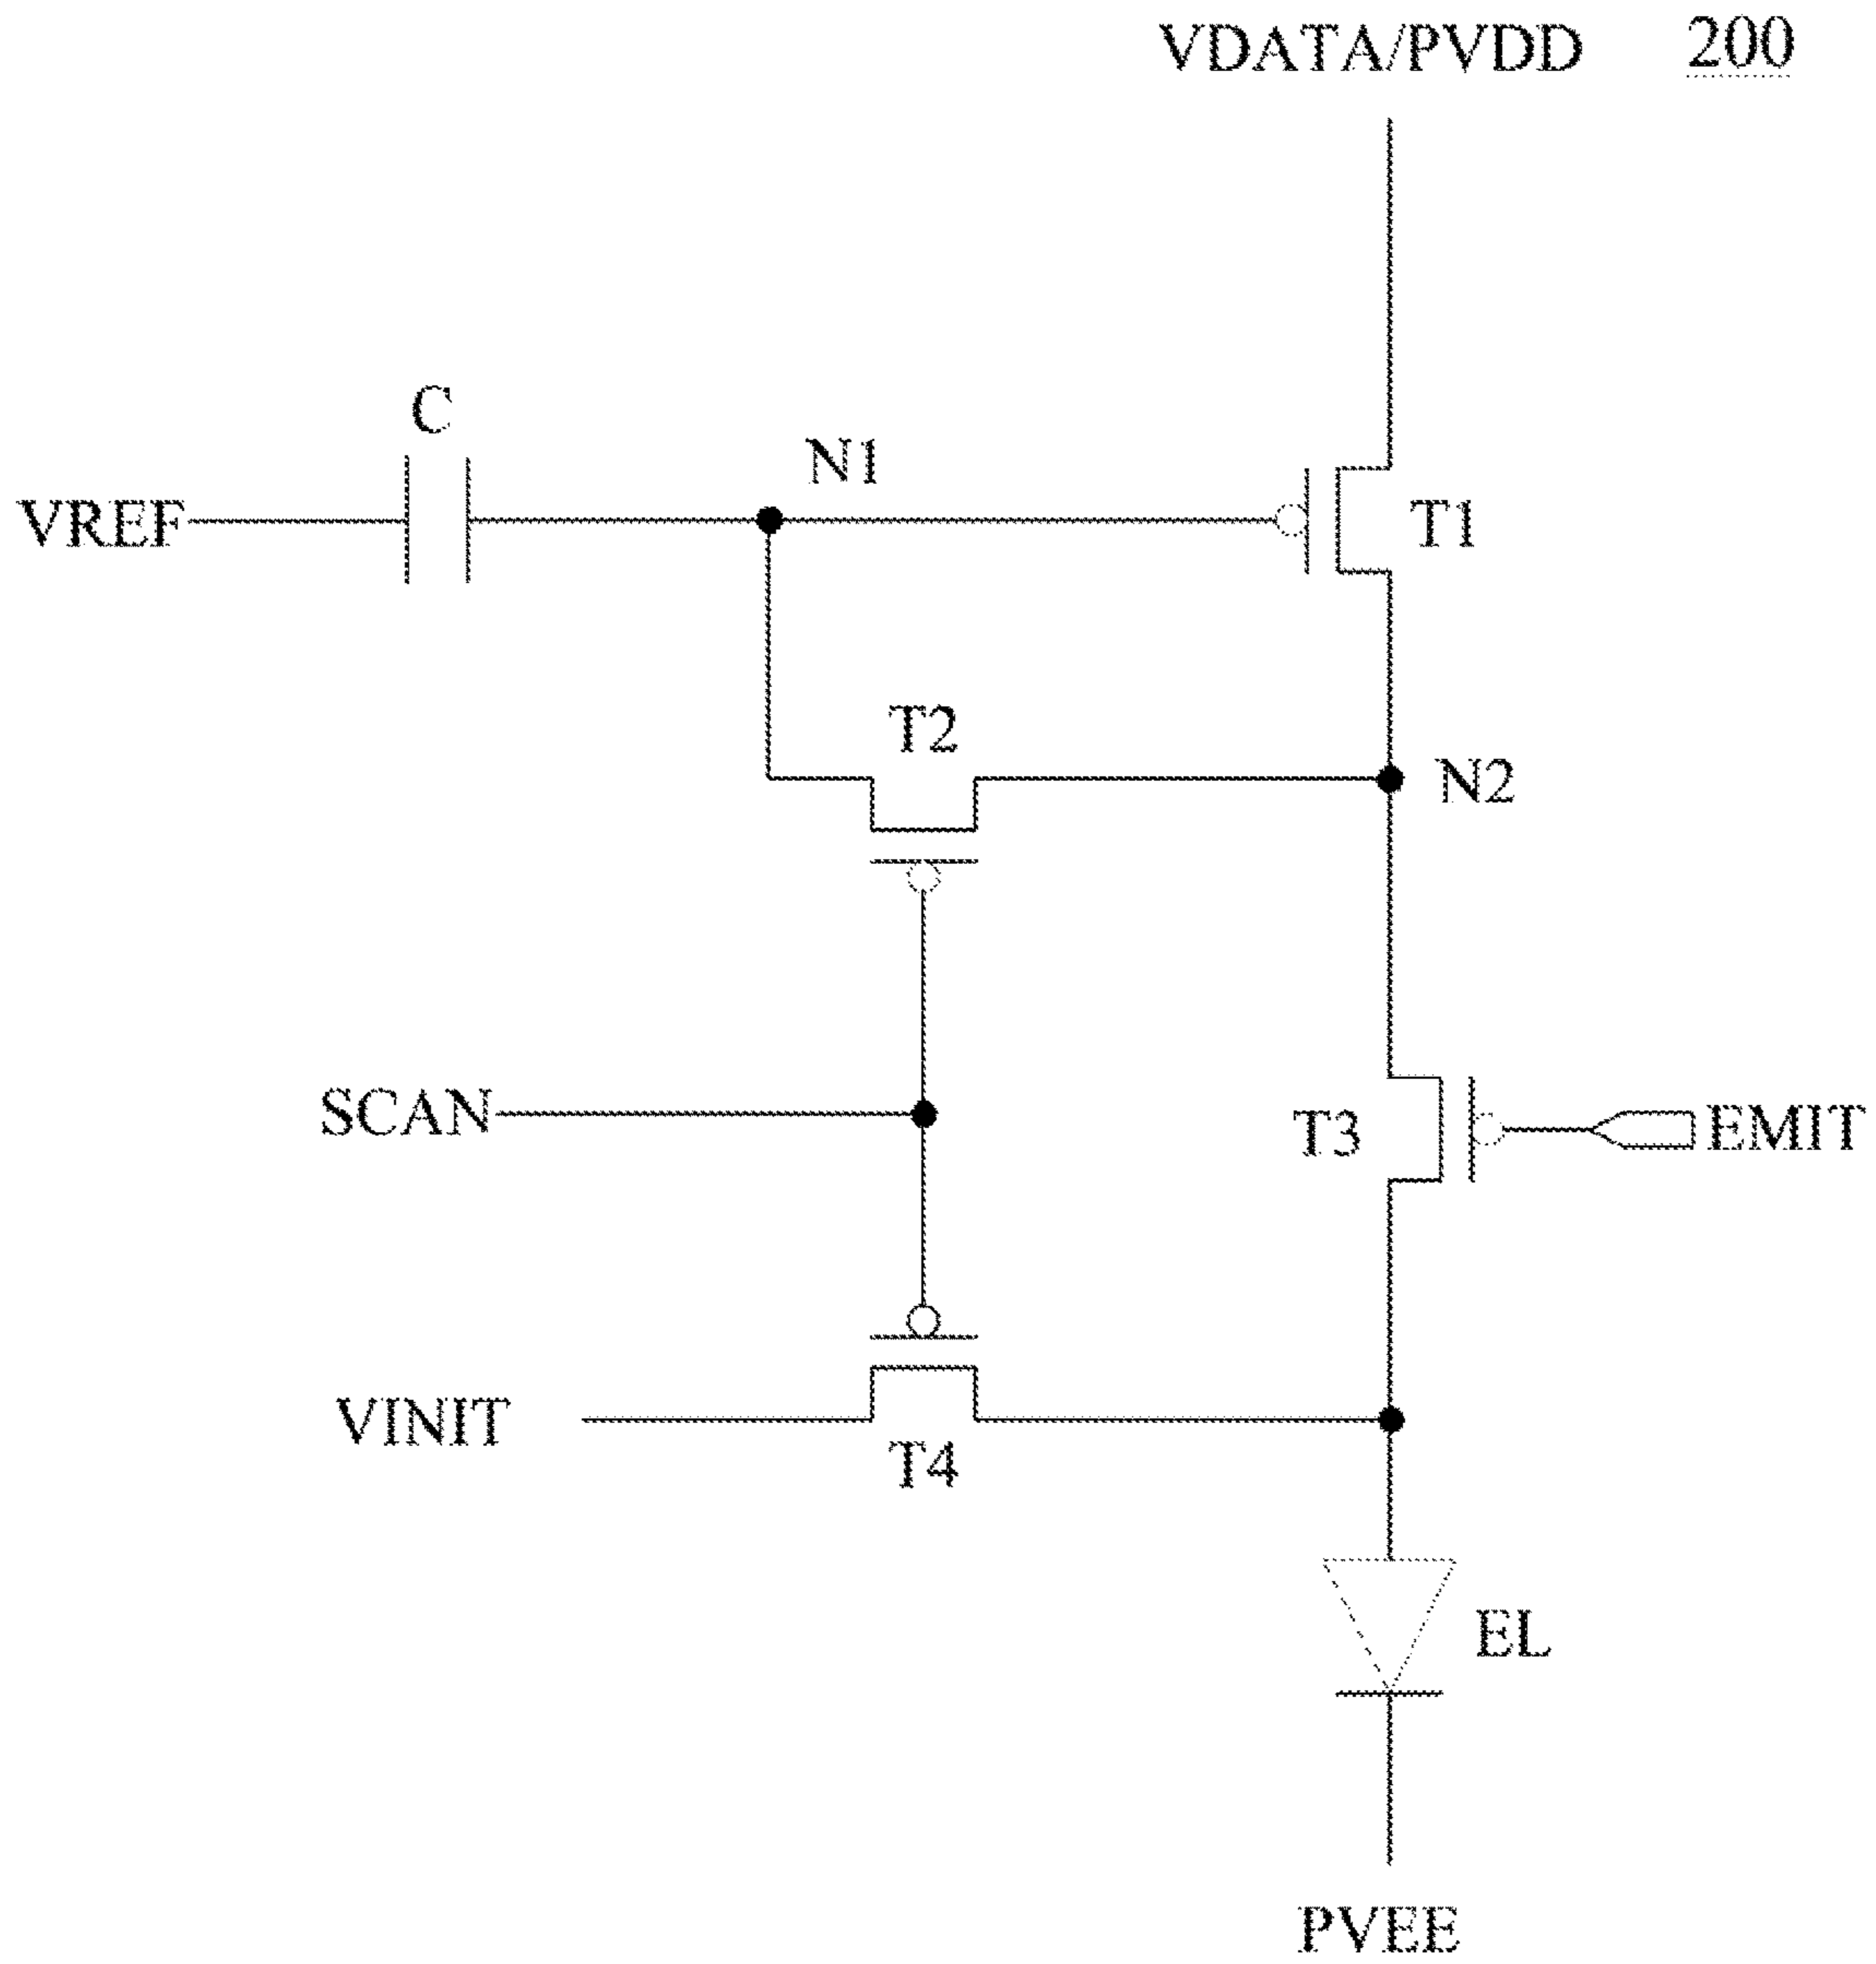 VDATA/PVDD 200
C
N1
VREF
T1
T2
N2
SCAN
T3
EMIT
VINIT
T4
EL
PVEE